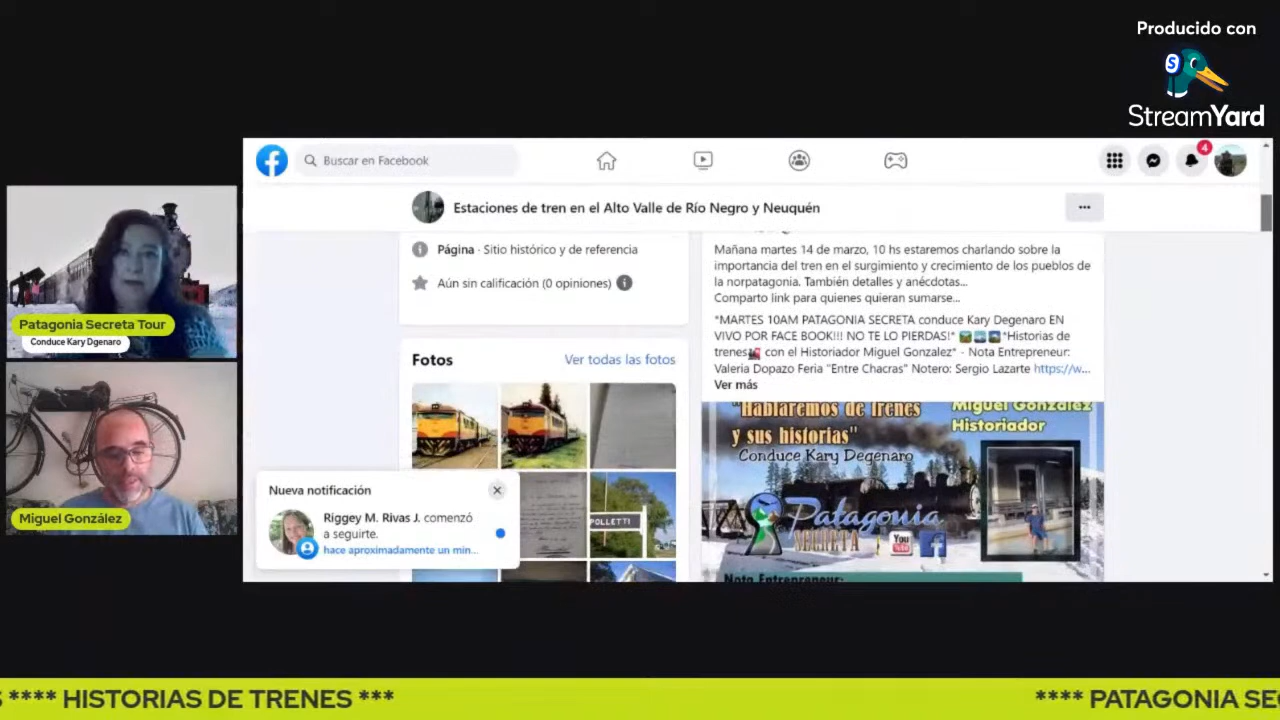 Producido con
StreamYard
Buscar en Facebook
4
Estaciones de tren en el Alto Valle de Río Negro y Neuquén
Página · Sitio histórico y de referencia
Aún sin calificación (0 opiniones)
Fotos
Ver todas las fotos
POLLETTI
Nueva notificación
Riggey M. Rivas J. comenzó
a seguirte.
hace aproximadamente un min...
Mañana martes 14 de marzo, 10 hs estaremos charlando sobre la
importancia del tren en el surgimiento y crecimiento de los pueblos de
la norpatagonia. También detalles y anécdotas...
Comparto link para quienes quieran sumarse...
*MARTES 10AM PATAGONIA SECRETA conduce Kary Degenaro EN
VIVO POR FACE BOOK!!! NO TE LO PIERDAS!* *Historias de
trenes con el Historiador Miguel Gonzalez* - Nota Entrepreneur:
Valeria Dopazo Feria "Entre Chacras" Notero: Sergio Lazarte https://w...
Ver más
"Hablaremos de Trenes
y sus historias"
Conduce Kary Degenaro
Miguel González
Historiador
Patagonia
You
Tube
Nota Entrepreneur:
Patagonia Secreta Tour
Conduce Kary Dgenaro
Miguel González
S **** HISTORIAS DE TRENES ***
**** PATAGONIA SE